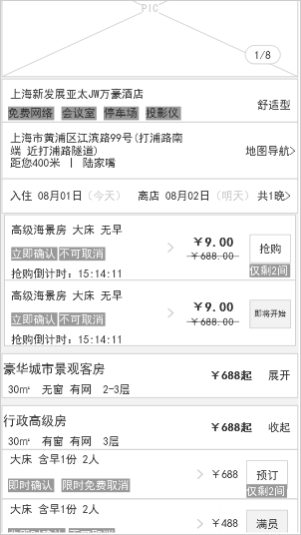 PIC
1/8
上海新发展亚太JW万豪酒店
舒适型
免费网络 会议室 停车场 投影仪
上海市黄浦区江滨路99号(打浦路南
端 近打浦路隧道)
地图导航>
距您400米 | 陆家嘴
入住 08月01日（今天） 离店 08月02日（明天） 共1晚>
高级海景房 大床 无早
立即确认 不可取消
抢购倒计时：15:14:11
>
￥9.00
￥688.00
抢购
仅剩2间
高级海景房 大床 无早
立即确认 不可取消
抢购倒计时：15:14:11
>
￥9.00
￥688.00
即将开始
豪华城市景观客房
￥688起 展开
30㎡ 无窗 有网 2-3层
行政高级房
￥688起 收起
30㎡ 有窗 有网 3层
大床 含早1份 2人
即时确认 限时免费取消
> ￥688 预订
仅剩2间
大床 含早1份 2人
> ￥488 满员